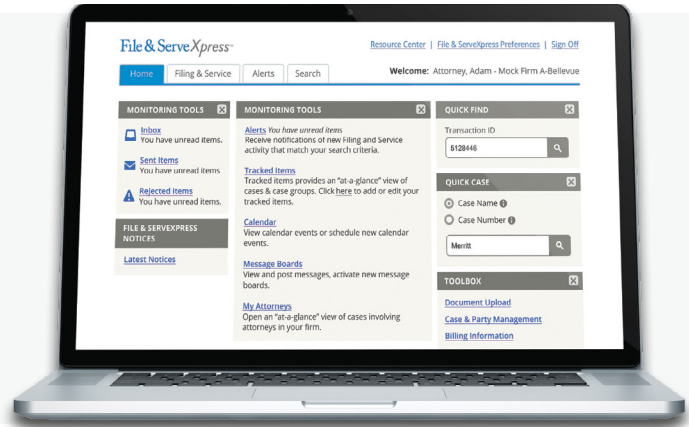 File & ServeXpress
Resource Center | File & ServeXpress Preferences | Sign Off
Home
Filing & Service
Alerts
Search
Welcome: Attorney, Adam - Mock Firm A-Bellevue
MONITORING TOOLS
Inbox
You have unread items.
Sent Items
You have unread items
Rejected Items
You have unread items.
FILE & SERVEXPRESS
NOTICES
Latest Notices
MONITORING TOOLS
Alerts You have unread items
Receive notifications of new Filing and Service
activity that match your search criteria.
Tracked Items
Tracked items provides an "at-a-glance" view of
cases & case groups. Click here to add or edit your
tracked items.
Calendar
View calendar events or schedule new calendar
events.
Message Boards
View and post messages, activate new message
boards.
My Attorneys
Open an "at-a-glance" view of cases involving
attorneys in your firm.
QUICK FIND
Transaction ID
5128446
QUICK CASE
Case Name
Case Number
Merritt
TOOLBOX
Document Upload
Case & Party Management
Billing Information